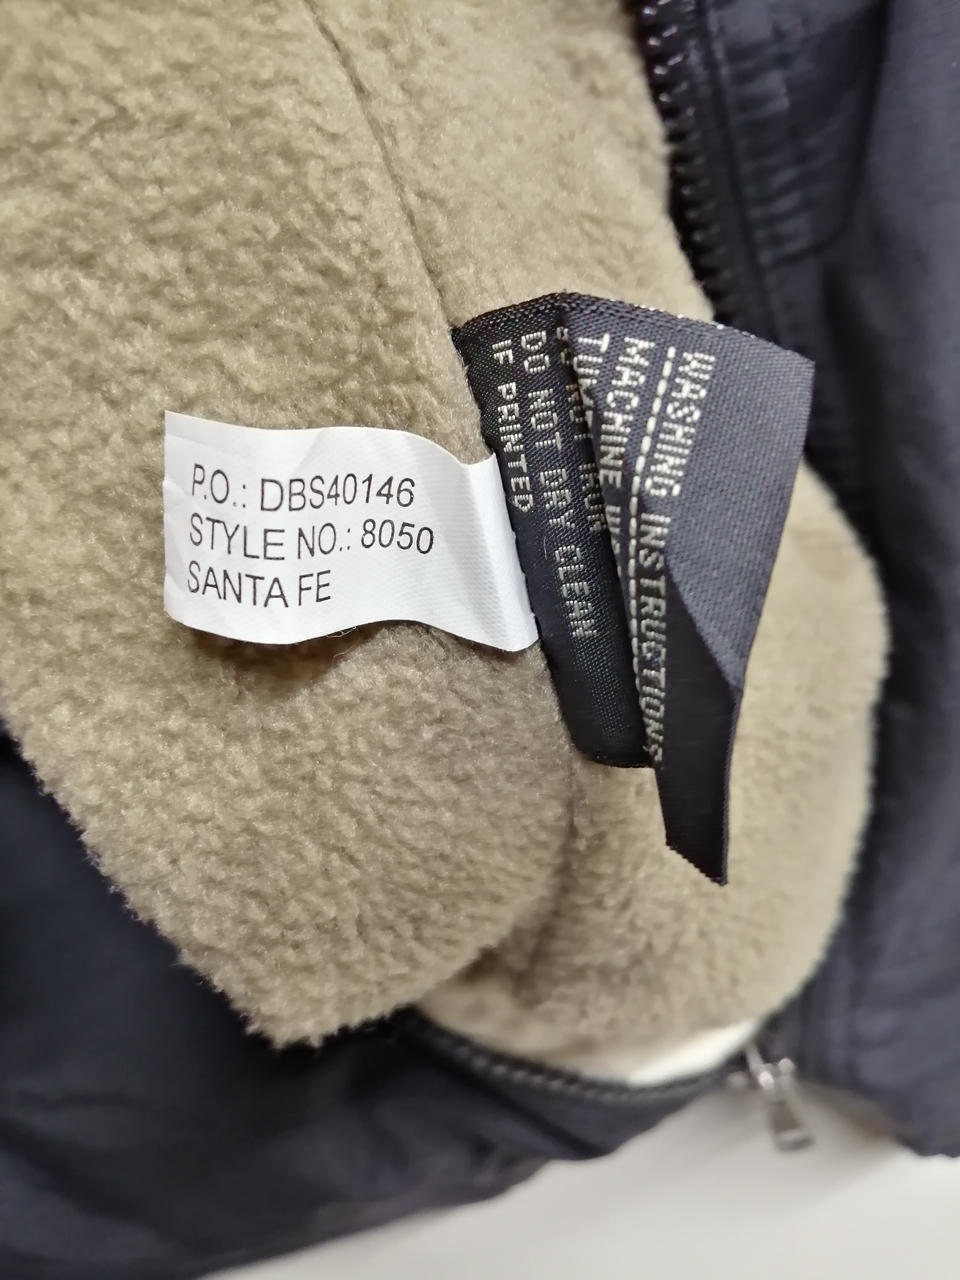 P.O.: DBS40146
STYLE NO.: 8050
SANTA FE
WASHING INSTRUCTIONS
MACHINE
DO NOT DRY CLEAN
IF PRINTED